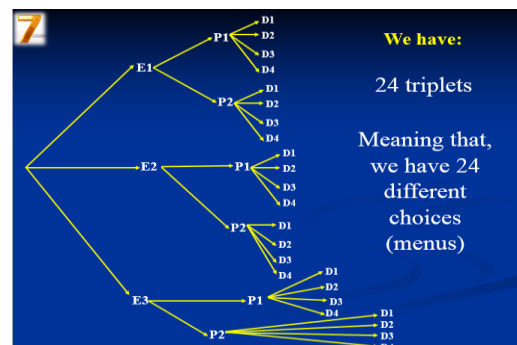 7
We have:
24 triplets
Meaning that,
we have 24
different
choices
(menus)
E1
P1
D1
D2
D3
D4
P2
D1
D2
D3
D4
E2
P1
D1
D2
D3
D4
P2
D1
D2
D3
D4
E3
P1
D1
D2
D3
D4
P2
D1
D2
D3